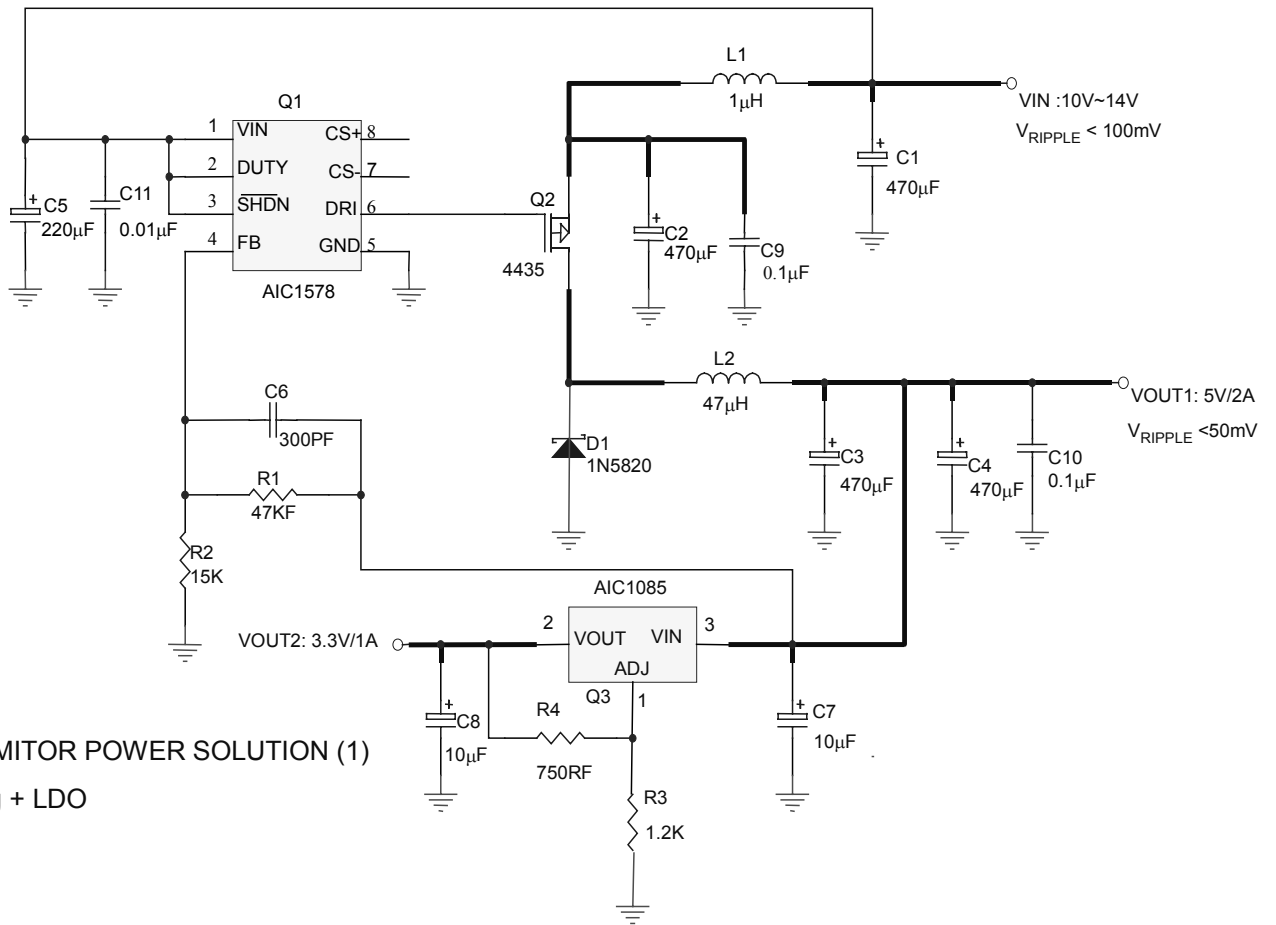 L1
1µH
VIN :10V~14V
VRIPPLE < 100mV
Q1
1 VIN CS+ 8
2 DUTY CS- 7
3 SHDN DRI 6
4 FB GND 5
AIC1578
C5
220µF
C11
0.01µF
Q2
4435
C2
470µF
C9
0.1µF
C1
470µF
L2
47µH
VOUT1: 5V/2A
VRIPPLE <50mV
C6
300PF
R1
47KF
R2
15K
D1
1N5820
C3
470µF
C4
470µF
C10
0.1µF
AIC1085
VOUT2: 3.3V/1A
2 VOUT VIN 3
ADJ
Q3 1
C8
10µF
R4
750RF
C7
10µF
R3
1.2K
MITOR POWER SOLUTION (1)
+ LDO